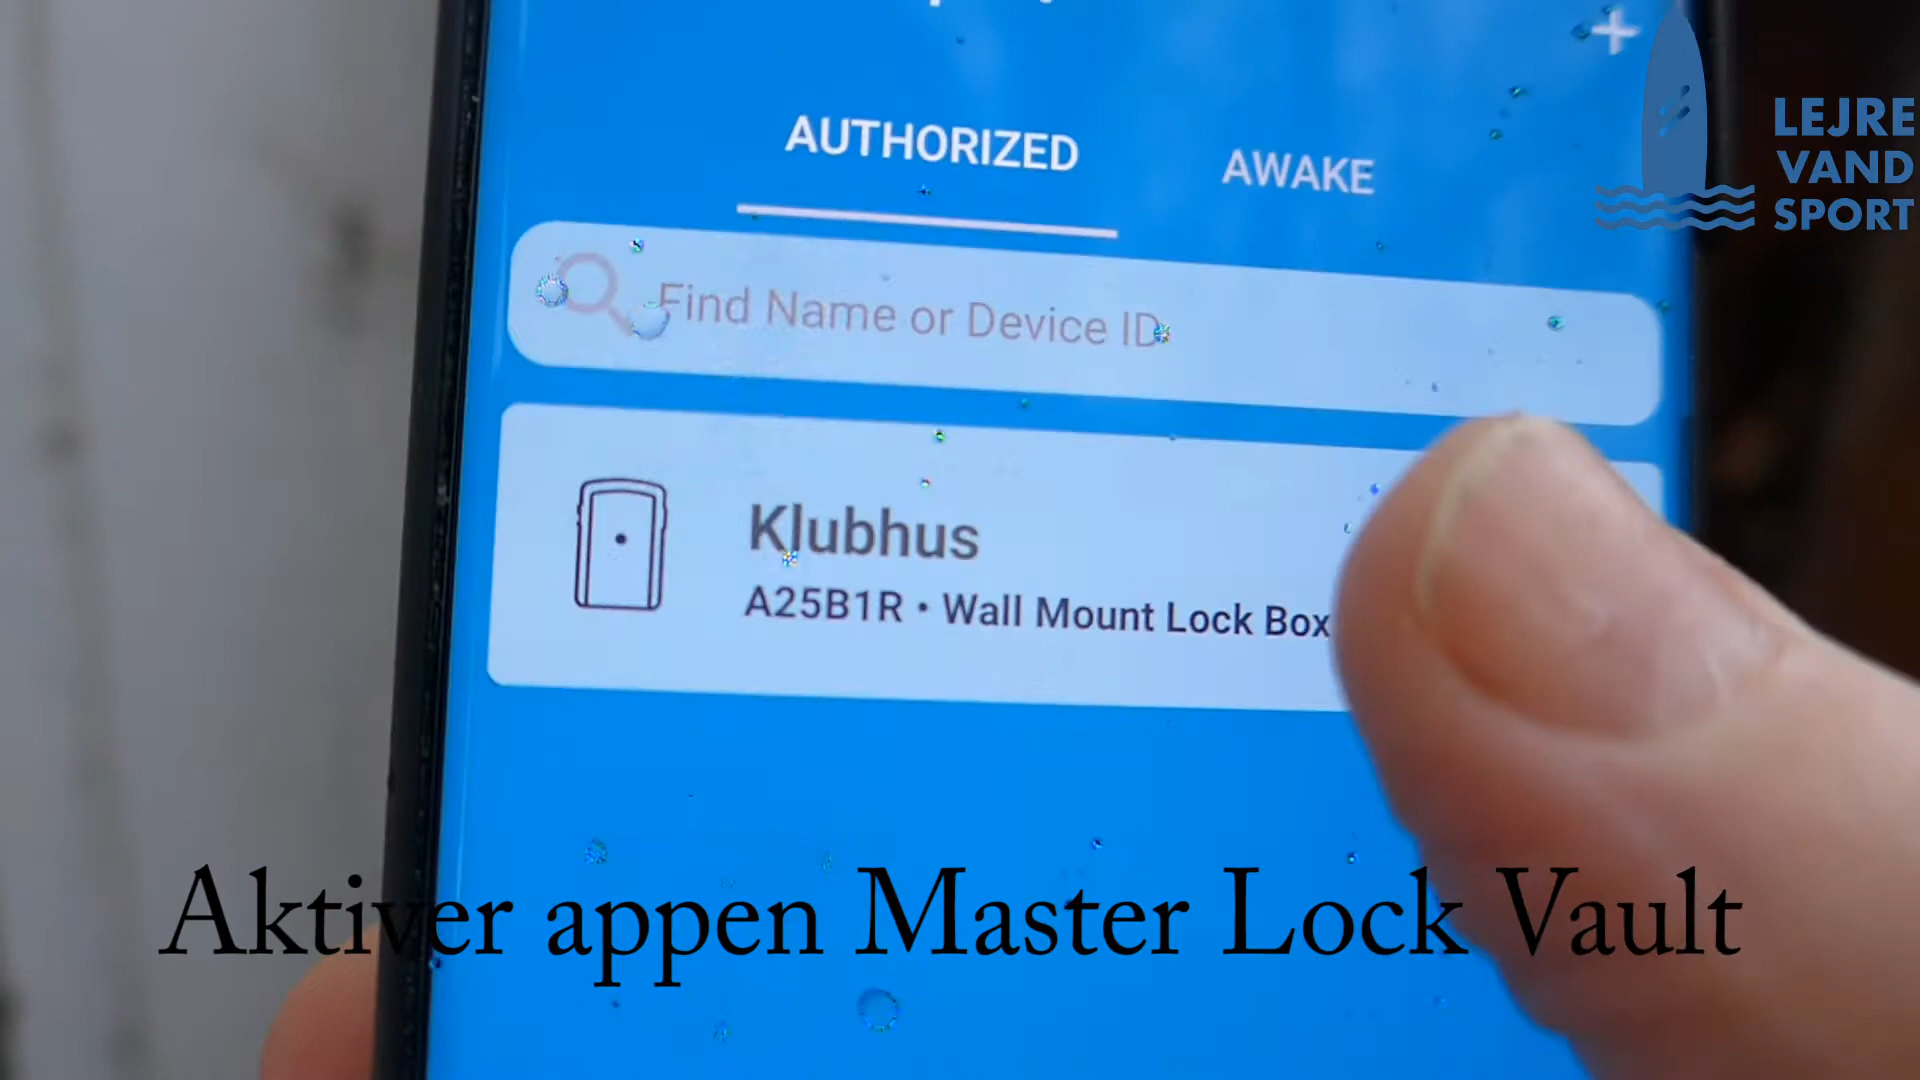 AUTHORIZED
AWAKE
LEJRE
VAND
SPORT
Find Name or Device ID
Klubhus
A25B1R • Wall Mount Lock Box
Aktiver appen Master Lock Vault